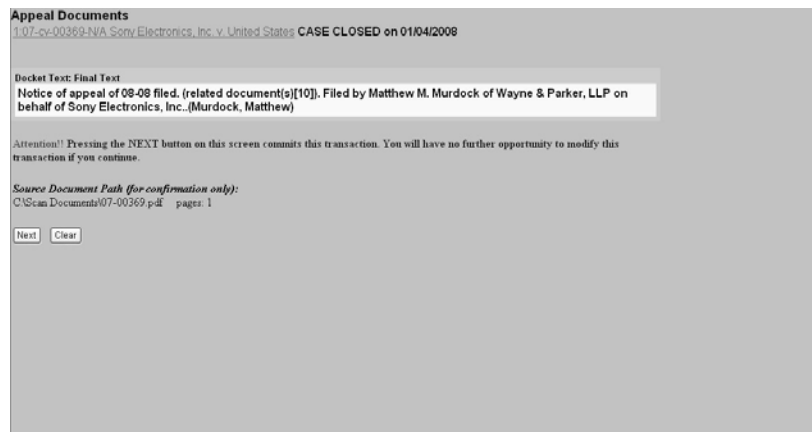 Appeal Documents
1:07-cv-00369-N/A Sony Electronics, Inc. v. United States CASE CLOSED on 01/04/2008
Docket Text: Final Text
Notice of appeal of 08-08 filed. (related document(s)[10]). Filed by Matthew M. Murdock of Wayne & Parker, LLP on
behalf of Sony Electronics, Inc..(Murdock, Matthew)
Attention!! Pressing the NEXT button on this screen commits this transaction. You will have no further opportunity to modify this
transaction if you continue.
Source Document Path (for confirmation only):
C:\Scan Documents\07-00369.pdf pages: 1
Next Clear